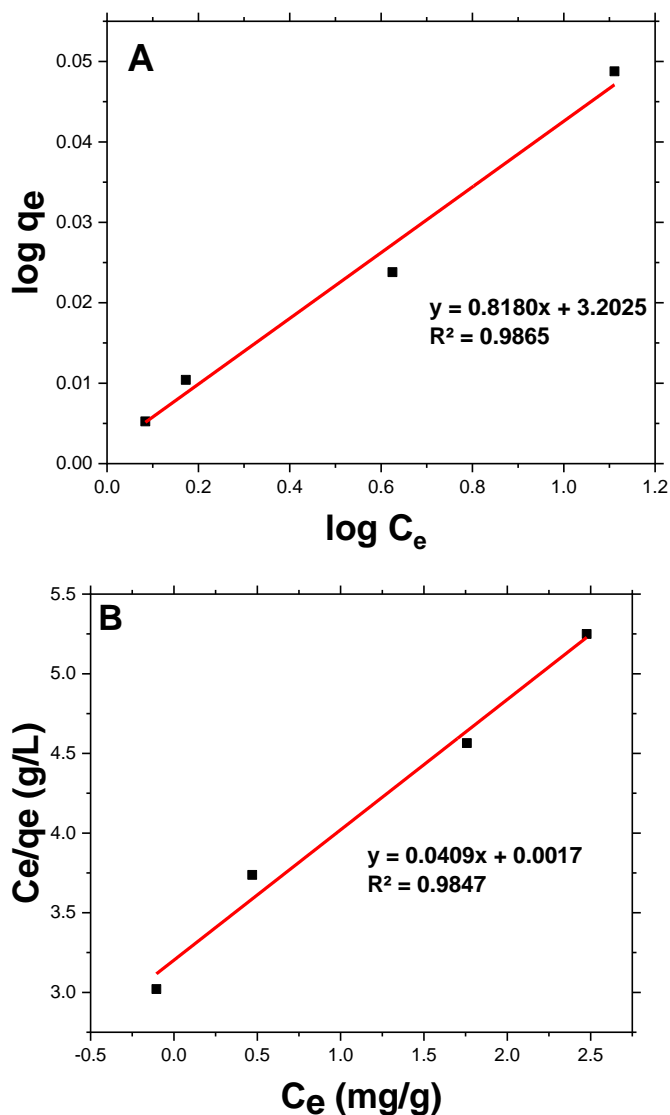 A
0.05
0.04
0.03
0.02
0.01
0.00
log qe
y = 0.8180x + 3.2025
R² = 0.9865
0.0 0.2 0.4 0.6 0.8 1.0 1.2
log Ce
B
5.5
5.0
4.5
4.0
3.5
3.0
Ce/qe (g/L)
y = 0.0409x + 0.0017
R² = 0.9847
-0.5 0.0 0.5 1.0 1.5 2.0 2.5
Ce (mg/g)